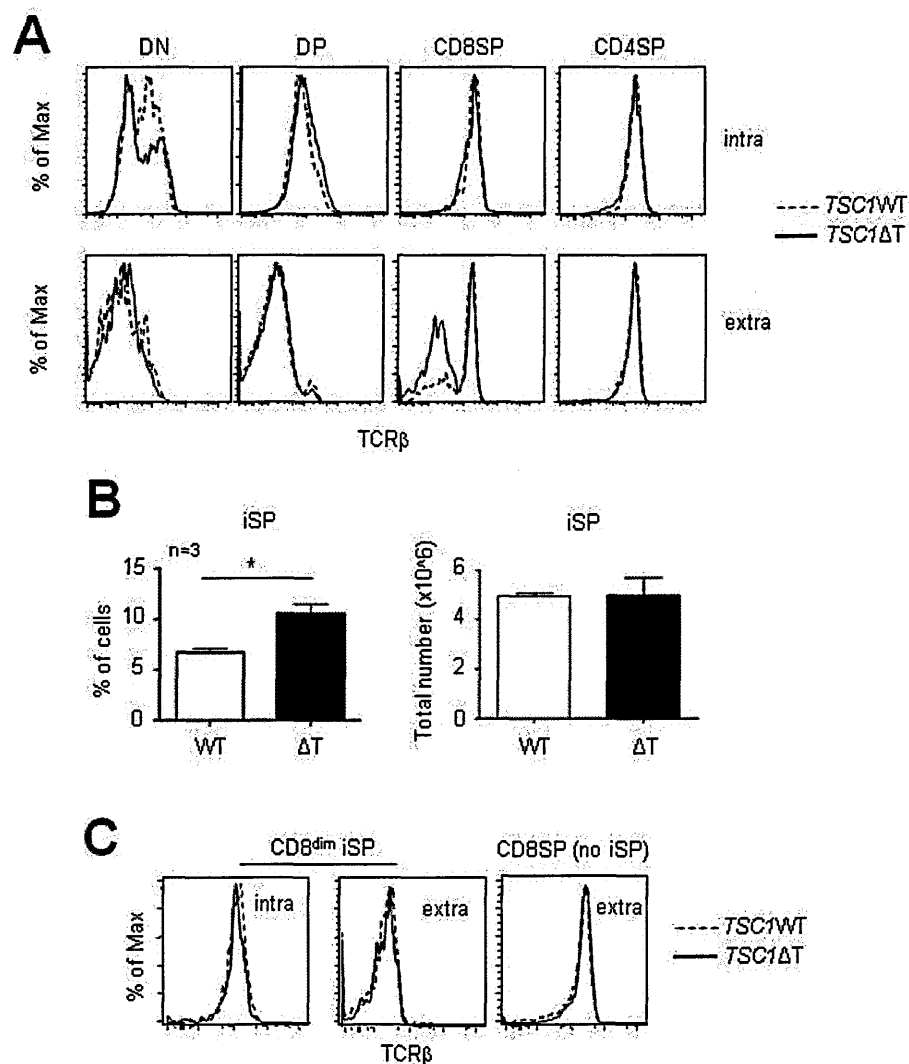 A
DN DP CD8SP CD4SP
% of Max
intra
TSC1WT
TSC1ΔT
% of Max
extra
TCRβ
B
iSP
n=3
*
% of cells
15
10
5
0
WT ΔT
iSP
Total number (x10^6)
6
4
2
0
WT ΔT
C
CD8dim iSP
CD8SP (no iSP)
% of Max
intra
extra
extra
TSC1WT
TSC1ΔT
TCRβ